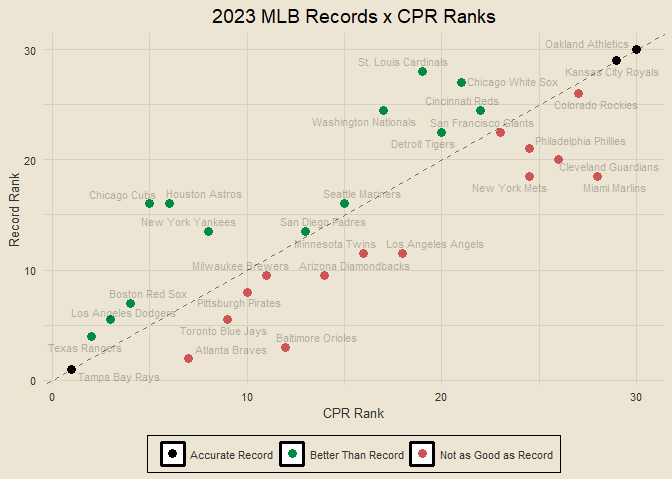 2023 MLB Records x CPR Ranks
Oakland Athletics
St. Louis Cardinals
Kansas City Royals
Chicago White Sox
Cincinnati Reds
Colorado Rockies
Washington Nationals
San Francisco Giants
Detroit Tigers
Philadelphia Phillies
Cleveland Guardians
New York Mets
Miami Marlins
Chicago Cubs
Houston Astros
Seattle Mariners
New York Yankees
San Diego Padres
Minnesota Twins
Los Angeles Angels
Milwaukee Brewers
Arizona Diamondbacks
Boston Red Sox
Pittsburgh Pirates
Los Angeles Dodgers
Toronto Blue Jays
Baltimore Orioles
Texas Rangers
Atlanta Braves
Tampa Bay Rays
30
20
10
0
Record Rank
0
10
20
30
CPR Rank
Accurate Record
Better Than Record
Not as Good as Record